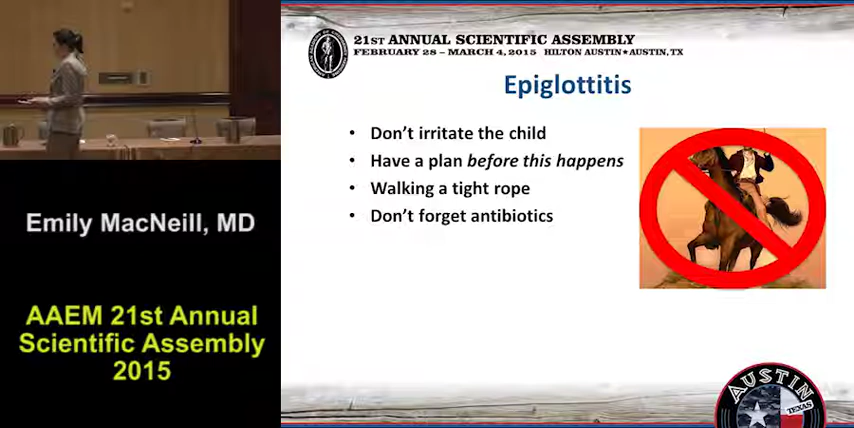 21ST ANNUAL SCIENTIFIC ASSEMBLY
FEBRUARY 28 – MARCH 4, 2015 HILTON AUSTIN★AUSTIN, TX
Epiglottitis
• Don't irritate the child
• Have a plan before this happens
• Walking a tight rope
• Don't forget antibiotics
Emily MacNeill, MD
AAEM 21st Annual
Scientific Assembly
2015
AUSTIN
TEXAS